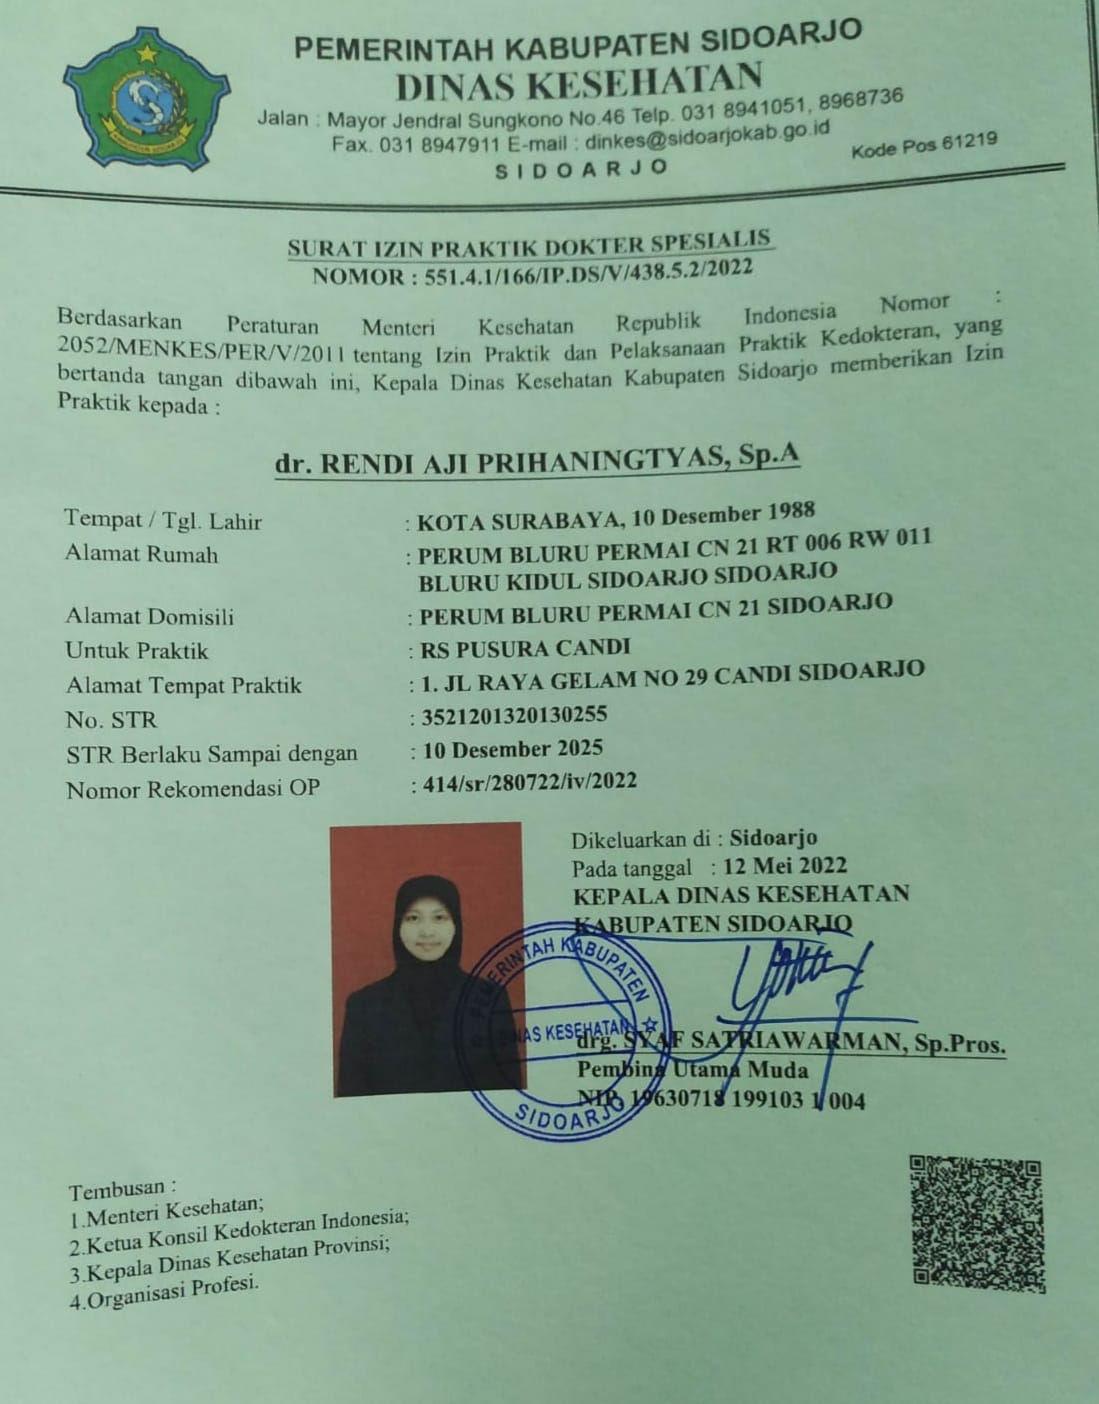 PEMERINTAH KABUPATEN SIDOARJO
DINAS KESEHATAN
Jalan : Mayor Jendral Sungkono No.46 Telp. 031 8941051, 8968736
Fax. 031 8947911 E-mail : dinkes@sidoarjokab.go.id
Kode Pos 61219
SIDOARJO
SURAT IZIN PRAKTIK DOKTER SPESIALIS
NOMOR : 551.4.1/166/IP.DS/V/438.5.2/2022
Berdasarkan Peraturan Menteri Kesehatan Republik Indonesia Nomor :
2052/MENKES/PER/V/2011 tentang Izin Praktik dan Pelaksanaan Praktik Kedokteran, yang
bertanda tangan dibawah ini, Kepala Dinas Kesehatan Kabupaten Sidoarjo memberikan Izin
Praktik kepada :
dr. RENDI AJI PRIHANINGTYAS, Sp.A
Tempat / Tgl. Lahir : KOTA SURABAYA, 10 Desember 1988
Alamat Rumah : PERUM BLURU PERMAI CN 21 RT 006 RW 011
BLURU KIDUL SIDOARJO SIDOARJO
Alamat Domisili : PERUM BLURU PERMAI CN 21 SIDOARJO
Untuk Praktik : RS PUSURA CANDI
Alamat Tempat Praktik : 1. JL RAYA GELAM NO 29 CANDI SIDOARJO
No. STR : 3521201320130255
STR Berlaku Sampai dengan : 10 Desember 2025
Nomor Rekomendasi OP : 414/sr/280722/iv/2022
Dikeluarkan di : Sidoarjo
Pada tanggal : 12 Mei 2022
KEPALA DINAS KESEHATAN
KABUPATEN SIDOARJO
PEMERINTAH KABUPATEN
DINAS KESEHATAN
SIDOARJO
drg. SYAF SATRIAWARMAN, Sp.Pros.
Pembina Utama Muda
NIP. 19630718 199103 1 004
Tembusan :
1.Menteri Kesehatan;
2.Ketua Konsil Kedokteran Indonesia;
3.Kepala Dinas Kesehatan Provinsi;
4.Organisasi Profesi.